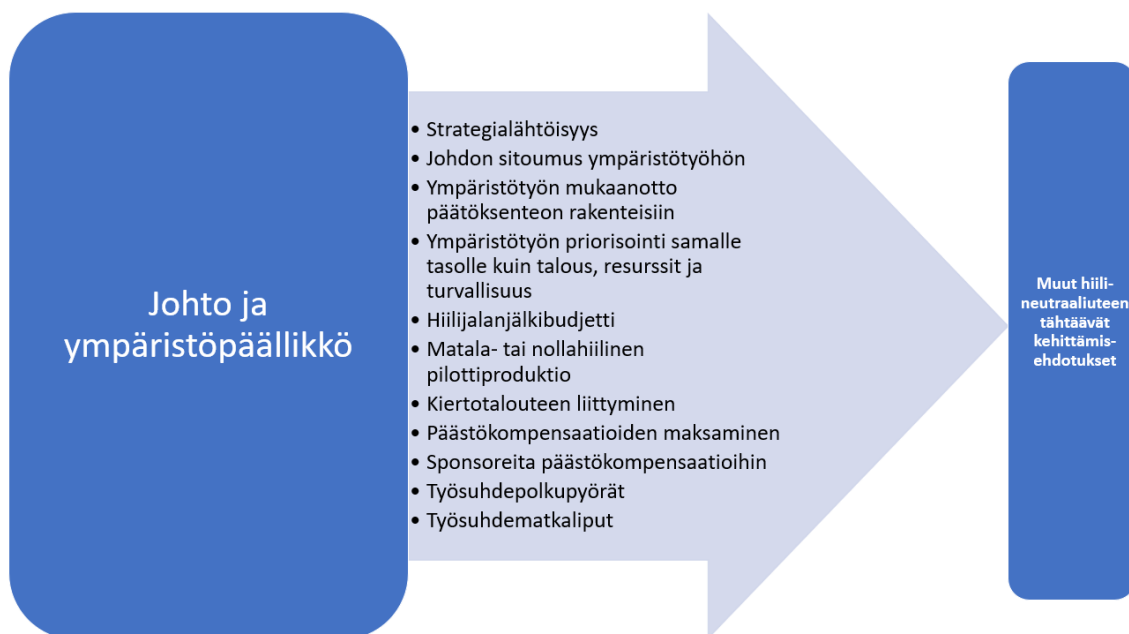 Johto ja
ympäristöpäällikkö
• Strategialähtöisyys
• Johdon sitoumus ympäristötyöhön
• Ympäristötyön mukaanotto
päätöksenteon rakenteisiin
• Ympäristötyön priorisointi samalle
tasolle kuin talous, resurssit ja
turvallisuus
• Hiilijalanjälkibudjetti
• Matala- tai nollahiilinen
pilottiproduktio
• Kiertotalouteen liittyminen
• Päästökompensaatioiden maksaminen
• Sponsoreita päästökompensaatioihin
• Työsuhdepolkupyörät
• Työsuhdematkaliput
Muut hiili-
neutraaliuteen
tähtäävät
kehittämis-
ehdotukset